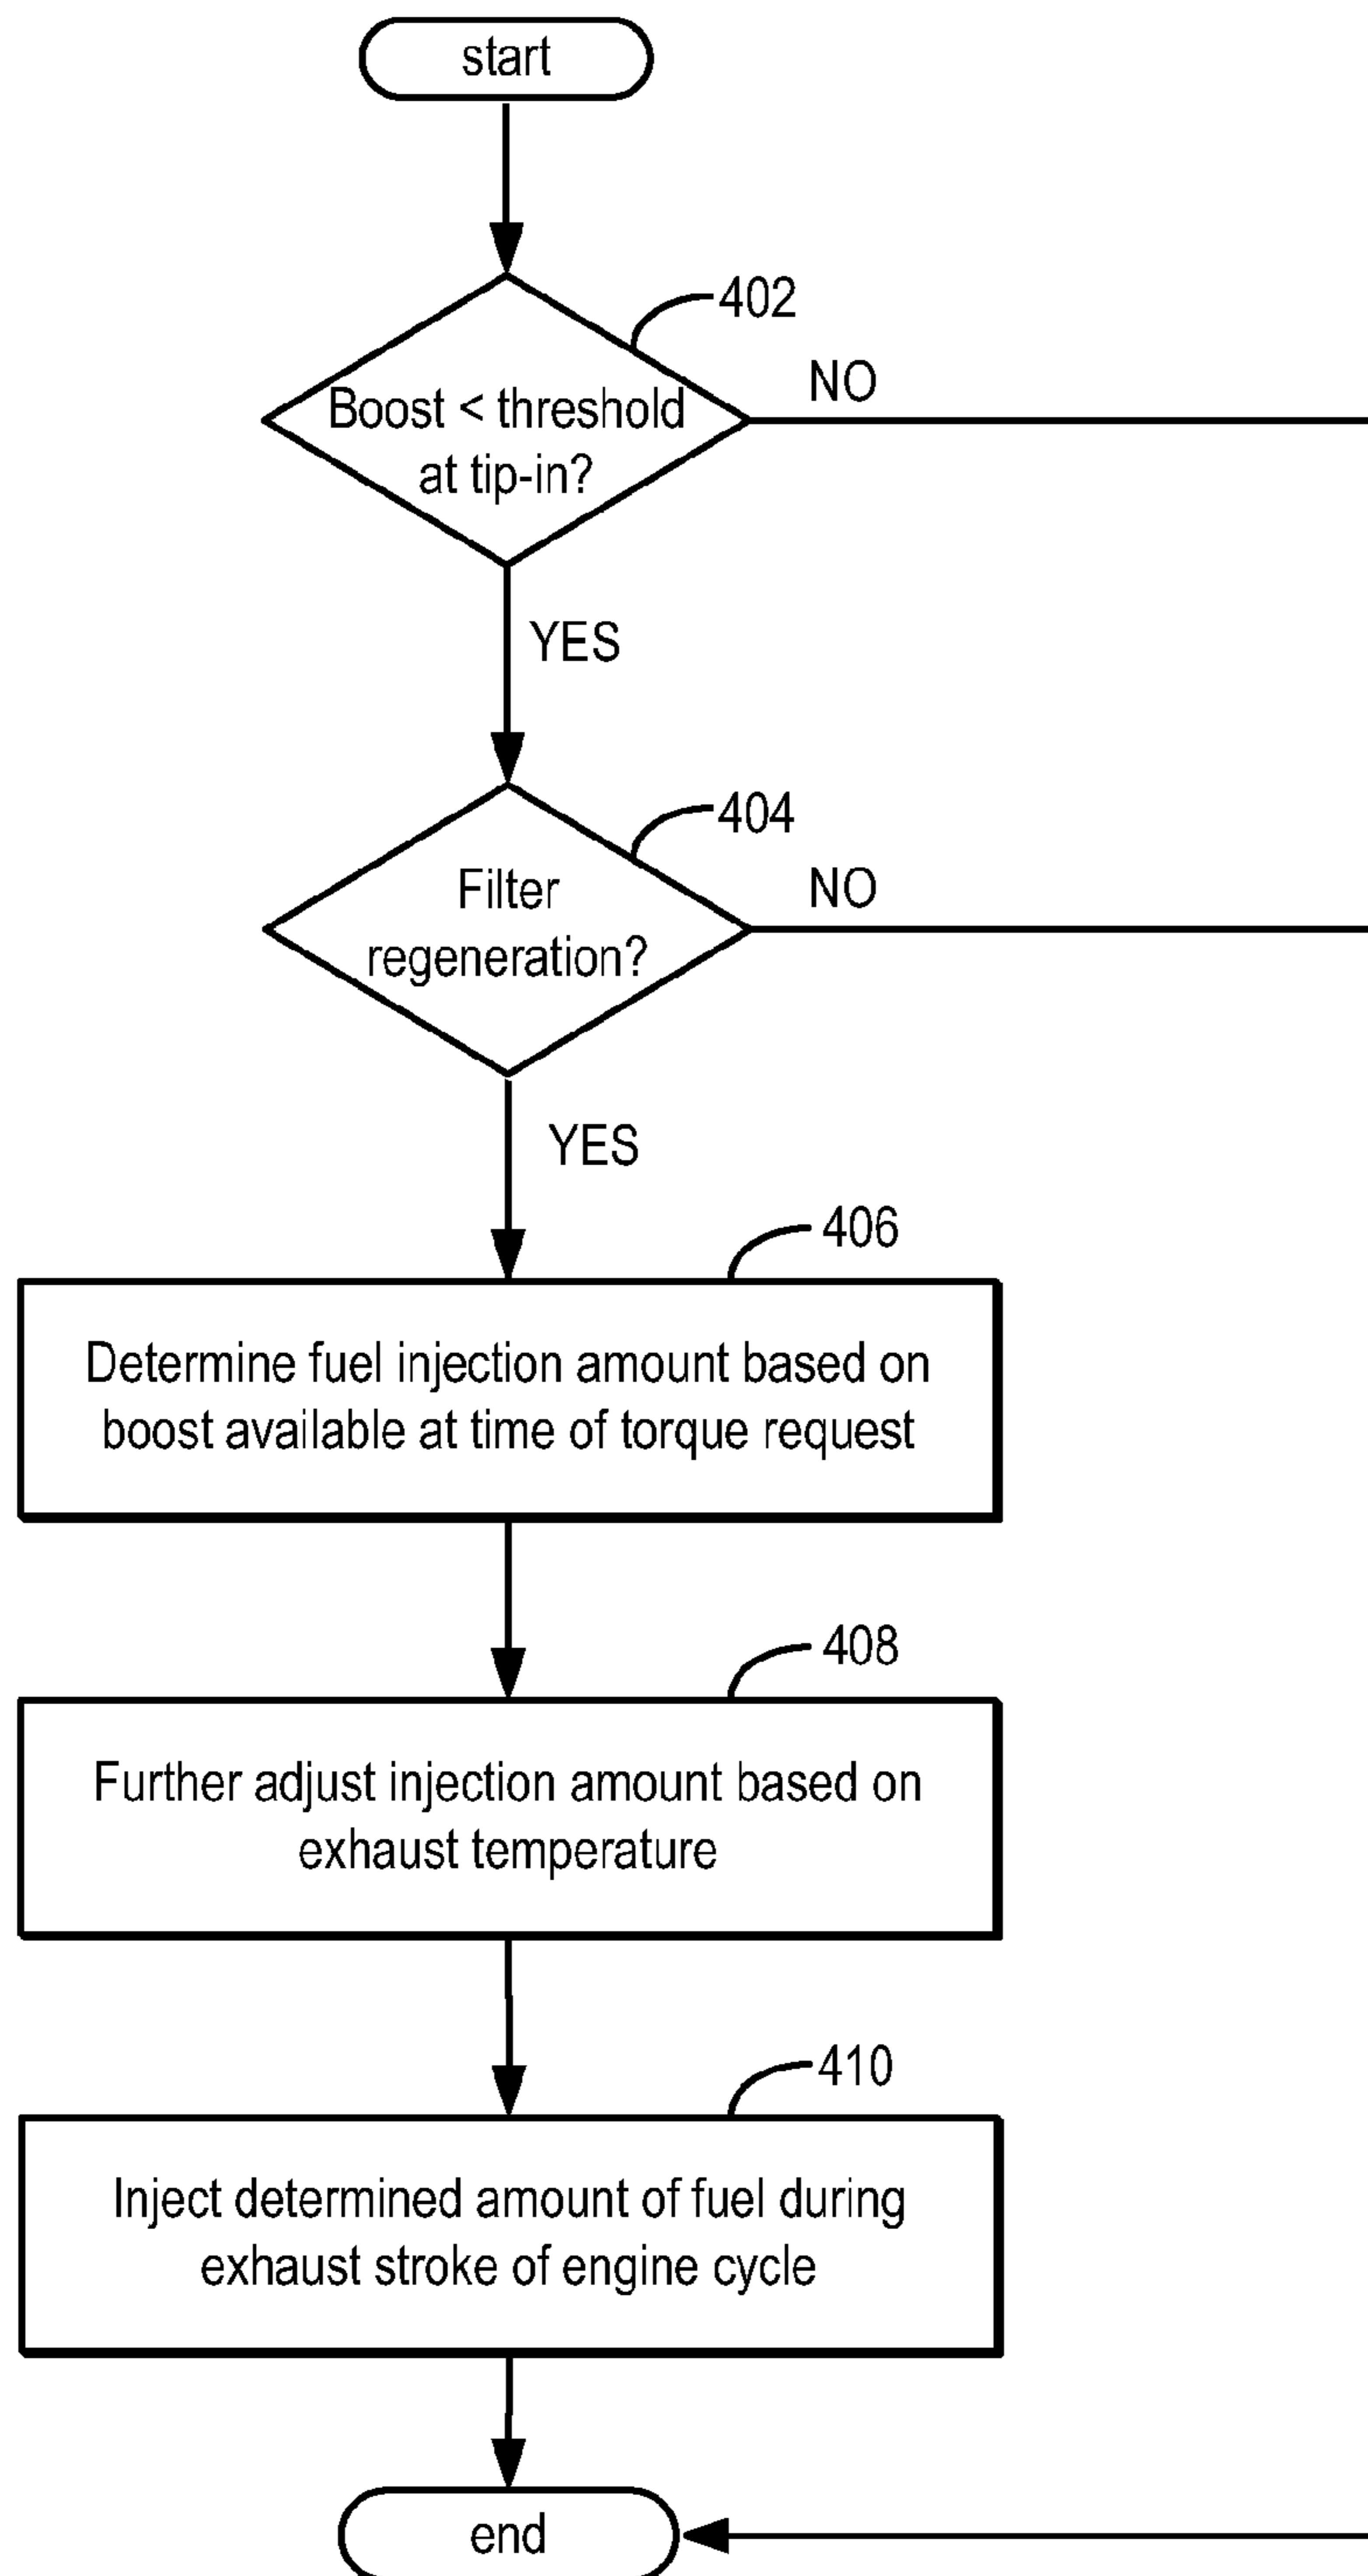 start
402
Boost < threshold
at tip-in?
NO
YES
404
Filter
regeneration?
NO
YES
406
Determine fuel injection amount based on
boost available at time of torque request
408
Further adjust injection amount based on
exhaust temperature
410
Inject determined amount of fuel during
exhaust stroke of engine cycle
end